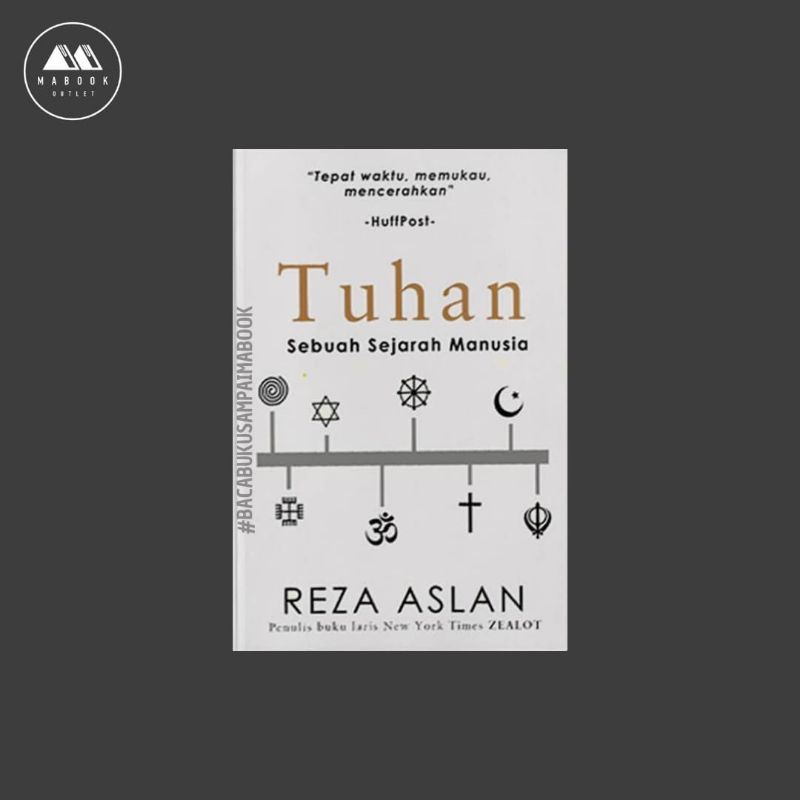 MABOOK
OUTLET
"Tepat waktu, memukau,
mencerahkan"
-HuffPost-
Tuhan
Sebuah Sejarah Manusia
#BACABUKUSAMPAIMABOOK
REZA ASLAN
Penulis buku laris New York Times ZEALOT